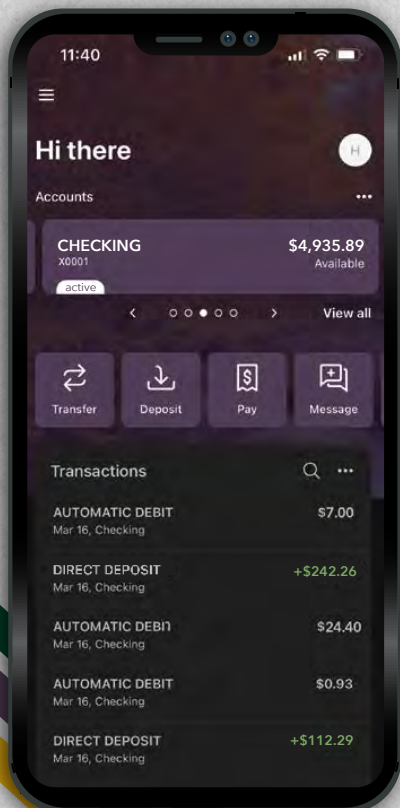 11:40
Hi there
H
Accounts
CHECKING $4,935.89
X0001 Available
active
View all
Transfer Deposit Pay Message
Transactions
AUTOMATIC DEBIT $7.00
Mar 16, Checking
DIRECT DEPOSIT +$242.26
Mar 16, Checking
AUTOMATIC DEBIT $24.40
Mar 16, Checking
AUTOMATIC DEBIT $0.93
Mar 16, Checking
DIRECT DEPOSIT +$112.29
Mar 16, Checking